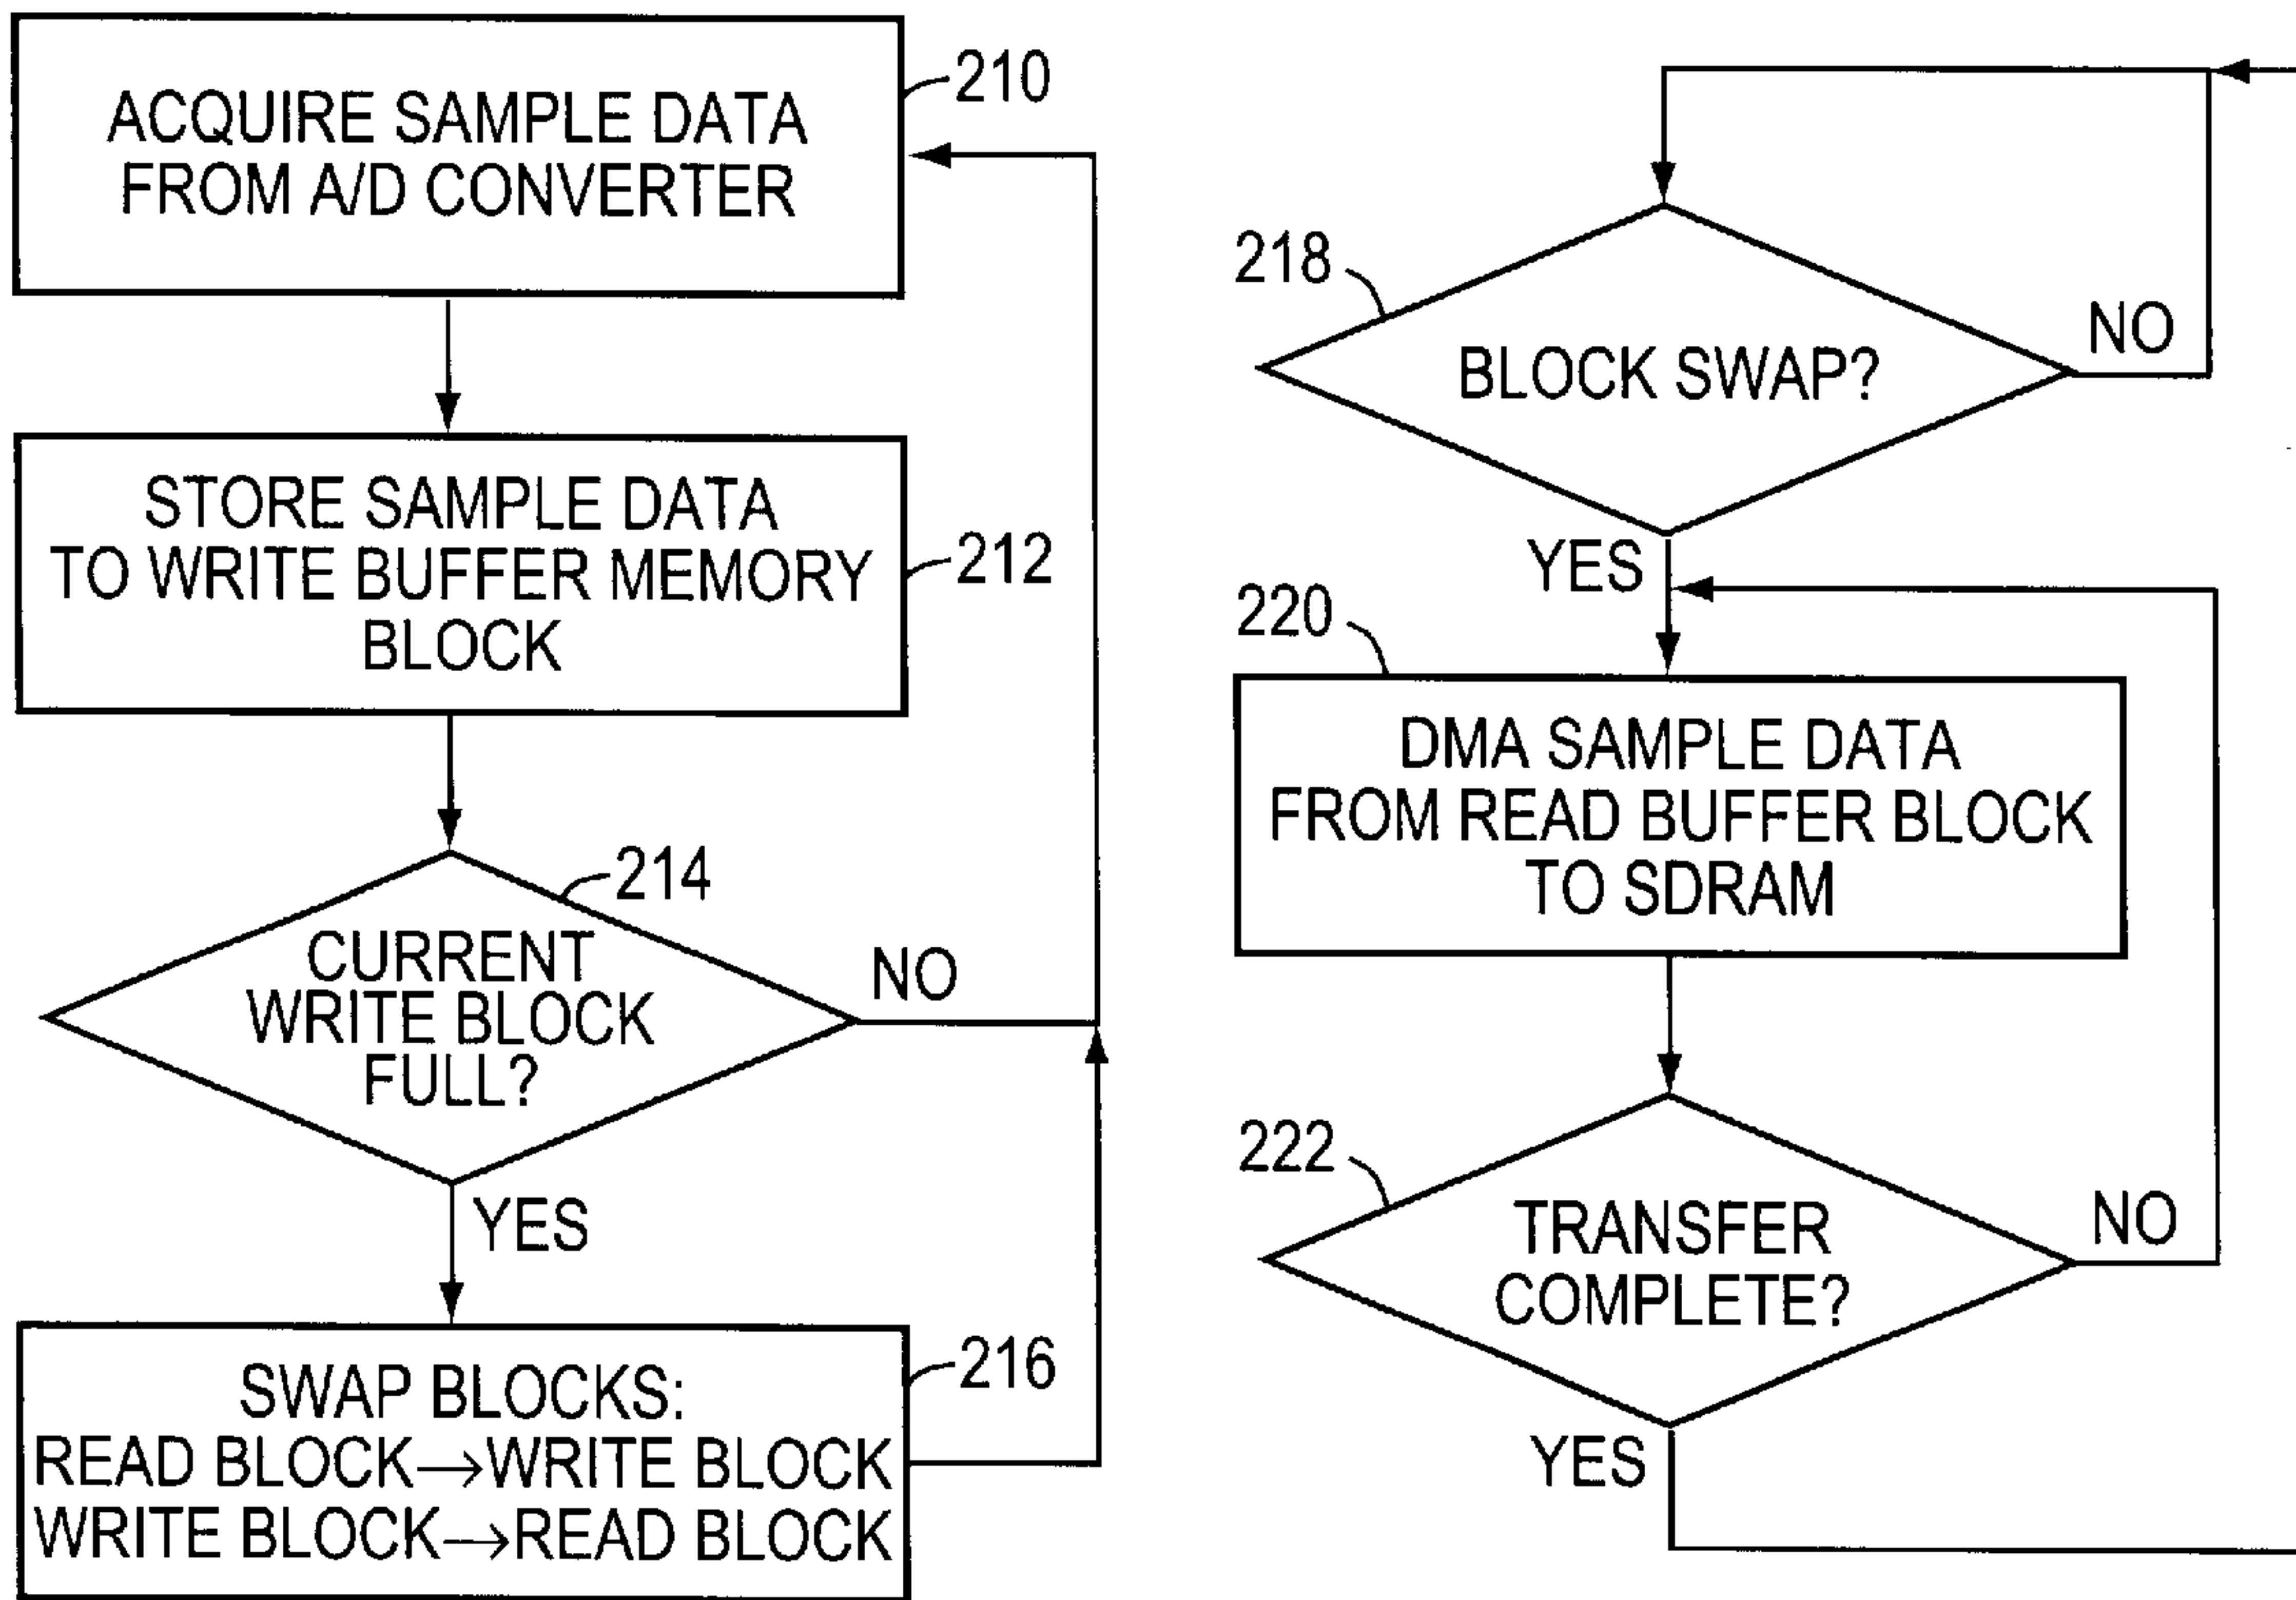 210
ACQUIRE SAMPLE DATA
FROM A/D CONVERTER
STORE SAMPLE DATA
TO WRITE BUFFER MEMORY
BLOCK
212
214
CURRENT
WRITE BLOCK
FULL?
NO
YES
216
SWAP BLOCKS:
READ BLOCK→WRITE BLOCK
WRITE BLOCK→READ BLOCK
218
BLOCK SWAP?
NO
YES
220
DMA SAMPLE DATA
FROM READ BUFFER BLOCK
TO SDRAM
222
TRANSFER
COMPLETE?
NO
YES